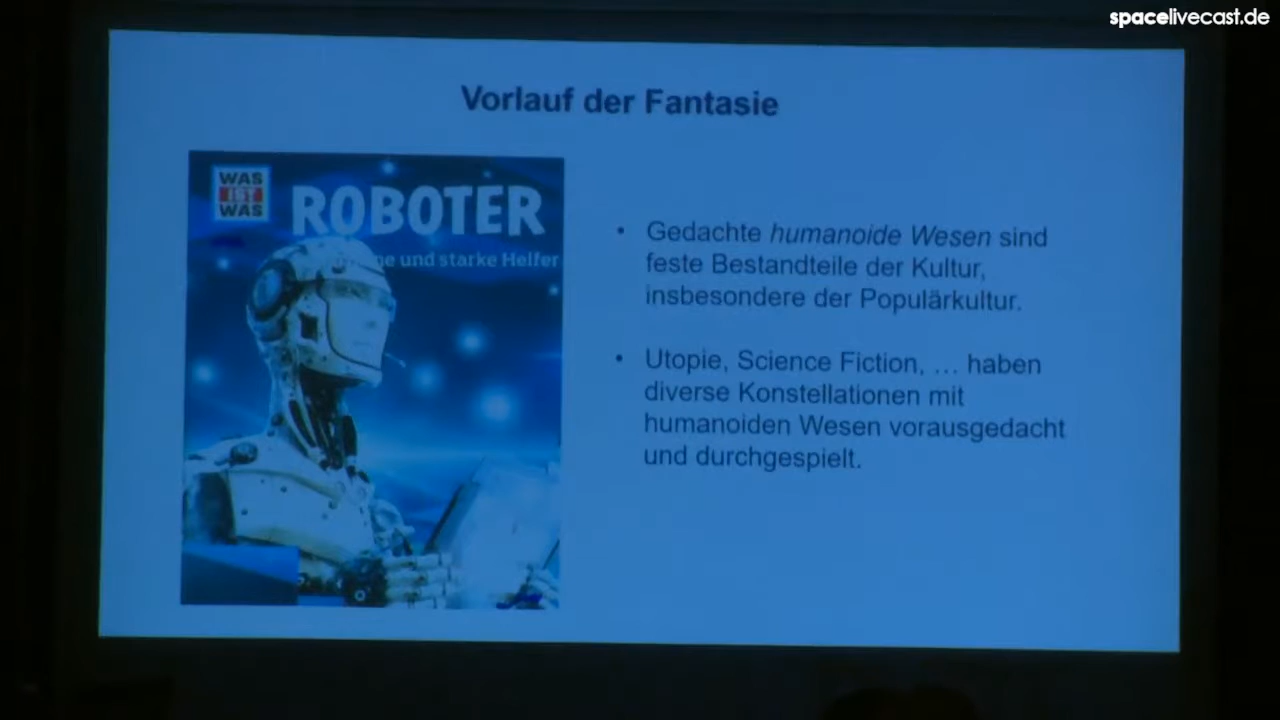 spacelivecast.de
Vorlauf der Fantasie
WAS
IST
WAS
ROBOTER
und starke Helfer
• Gedachte humanoide Wesen sind
feste Bestandteile der Kultur,
insbesondere der Populärkultur.
• Utopie, Science Fiction, … haben
diverse Konstellationen mit
humanoiden Wesen vorausgedacht
und durchgespielt.